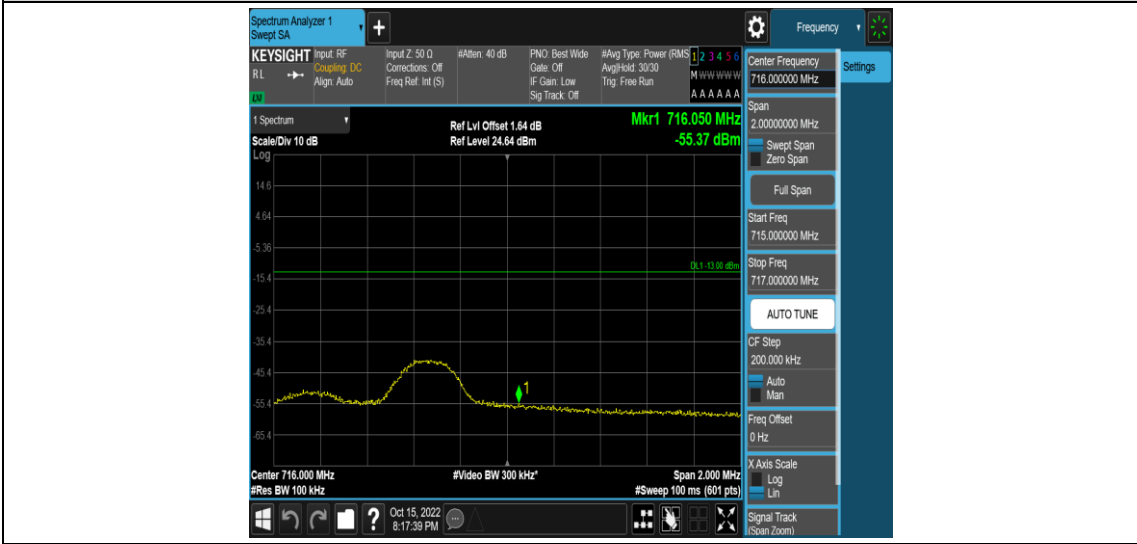 Spectrum Analyzer 1
Swept SA
+
Frequency
KEYSIGHT
RL
LM
Input: RF
Coupling: DC
Align: Auto
Input Z: 50 Ω
Corrections: Off
Freq Ref: Int (S)
#Atten: 40 dB
PNO: Best Wide
Gate: Off
IF Gain: Low
Sig Track: Off
#Avg Type: Power (RMS
Avg|Hold: 30/30
Trig: Free Run
1 2 3 4 5 6
M W W W W W
A A A A A A
1 Spectrum
Scale/Div 10 dB
Log
Ref Lvl Offset 1.64 dB
Ref Level 24.64 dBm
Mkr1 716.050 MHz
-55.37 dBm
14.6
4.64
-5.36
DL1 -13.00 dBm
-15.4
-25.4
-35.4
-45.4
1
-55.4
-65.4
Center 716.000 MHz
#Res BW 100 kHz
#Video BW 300 kHz*
Span 2.000 MHz
#Sweep 100 ms (601 pts)
?
Oct 15, 2022
8:17:39 PM
Center Frequency
716.000000 MHz
Settings
Span
2.00000000 MHz
Swept Span
Zero Span
Full Span
Start Freq
715.000000 MHz
Stop Freq
717.000000 MHz
AUTO TUNE
CF Step
200.000 kHz
Auto
Man
Freq Offset
0 Hz
X Axis Scale
Log
Lin
Signal Track
(Span Zoom)